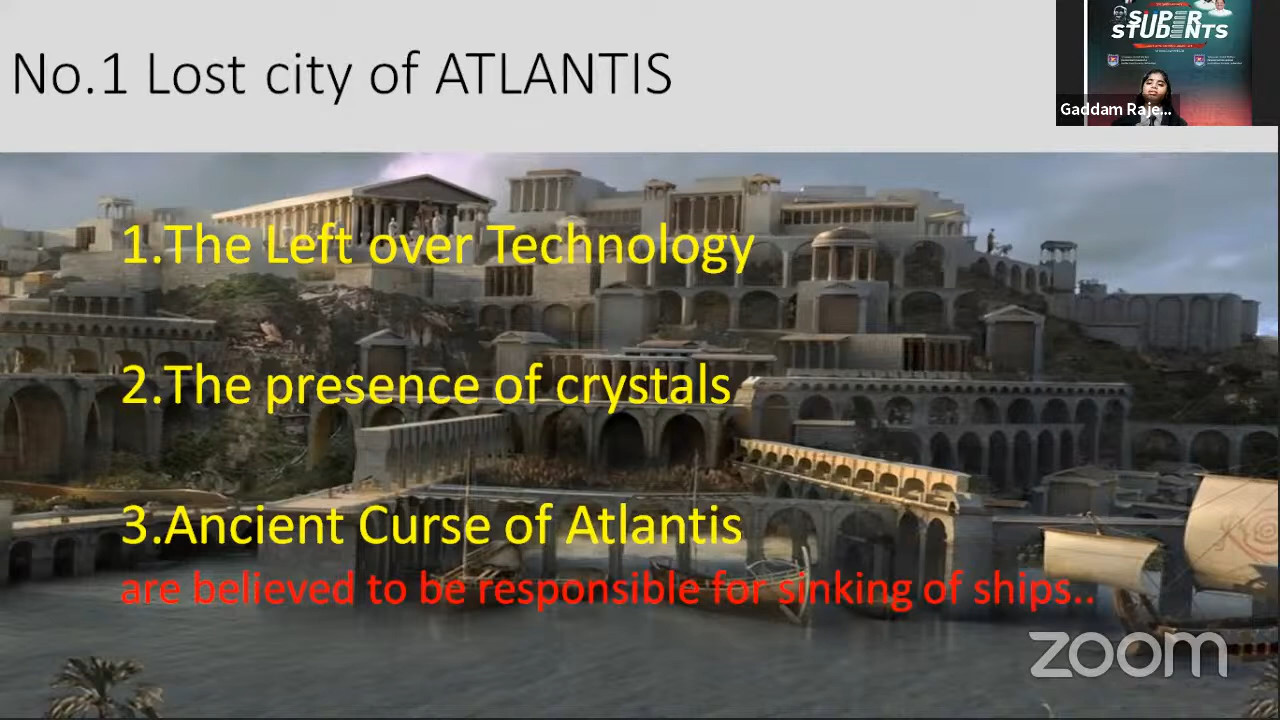 No.1 Lost city of ATLANTIS
SUPER
STUDENTS
Gaddam Raje...
1.The Left over Technology
2.The presence of crystals
3.Ancient Curse of Atlantis
are believed to be responsible for sinking of ships..
zoom